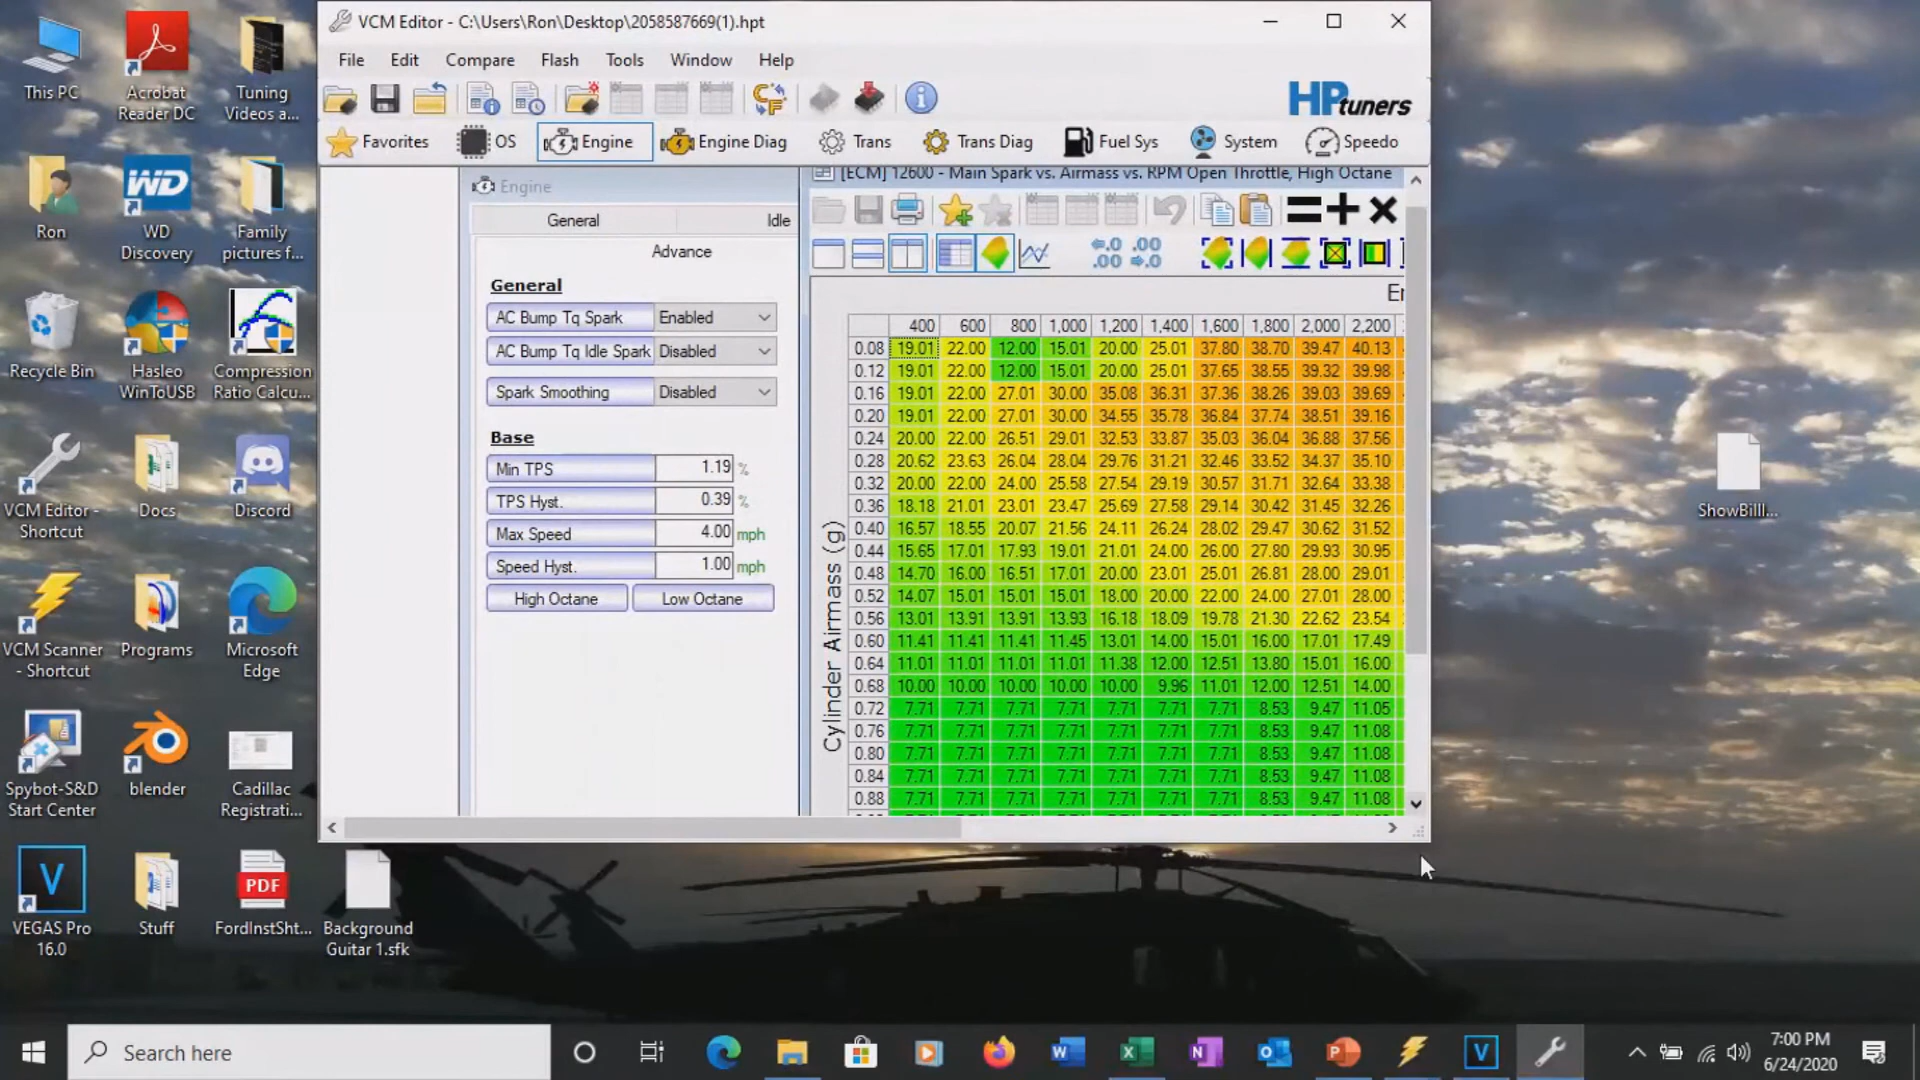 This PC
Acrobat
Reader DC
Tuning
Videos a...
Ron
WD
WD
Discovery
Family
pictures f...
Recycle Bin
Hasleo
WinToUSB
Compression
Ratio Calcu...
VCM Editor -
Shortcut
Docs
Discord
VCM Scanner
- Shortcut
Programs
Microsoft
Edge
Spybot-S&D
Start Center
blender
Cadillac
Registrati...
V
VEGAS Pro
16.0
Stuff
PDF
FordInstSht...
Background
Guitar 1.sfk
ShowBilll...
VCM Editor - C:\Users\Ron\Desktop\2058587669(1).hpt
File Edit Compare Flash Tools Window Help
HPtuners
Favorites OS Engine Engine Diag Trans Trans Diag Fuel Sys System Speedo
Engine
General Idle
Advance
General
AC Bump Tq Spark Enabled
AC Bump Tq Idle Spark Disabled
Spark Smoothing Disabled
Base
Min TPS 1.19 %
TPS Hyst. 0.39 %
Max Speed 4.00 mph
Speed Hyst. 1.00 mph
High Octane Low Octane
[ECM] 12600 - Main Spark vs. Airmass vs. RPM Open Throttle, High Octane
←.0 .00
.00 →.0
Cylinder Airmass (g)
400 600 800 1,000 1,200 1,400 1,600 1,800 2,000 2,200
0.08 19.01 22.00 12.00 15.01 20.00 25.01 37.80 38.70 39.47 40.13
0.12 19.01 22.00 12.00 15.01 20.00 25.01 37.65 38.55 39.32 39.98
0.16 19.01 22.00 27.01 30.00 35.08 36.31 37.36 38.26 39.03 39.69
0.20 19.01 22.00 27.01 30.00 34.55 35.78 36.84 37.74 38.51 39.16
0.24 20.00 22.00 26.51 29.01 32.53 33.87 35.03 36.04 36.88 37.56
0.28 20.62 23.63 26.04 28.04 29.76 31.21 32.46 33.52 34.37 35.10
0.32 20.00 22.00 24.00 25.58 27.54 29.19 30.57 31.71 32.64 33.38
0.36 18.18 21.01 23.01 23.47 25.69 27.58 29.14 30.42 31.45 32.26
0.40 16.57 18.55 20.07 21.56 24.11 26.24 28.02 29.47 30.62 31.52
0.44 15.65 17.01 17.93 19.01 21.01 24.00 26.00 27.80 29.93 30.95
0.48 14.70 16.00 16.51 17.01 20.00 23.01 25.01 26.81 28.00 29.01
0.52 14.07 15.01 15.01 15.01 18.00 20.00 22.00 24.00 27.01 28.00
0.56 13.01 13.91 13.91 13.93 16.18 18.09 19.78 21.30 22.62 23.54
0.60 11.41 11.41 11.41 11.45 13.01 14.00 15.01 16.00 17.01 17.49
0.64 11.01 11.01 11.01 11.01 11.38 12.00 12.51 13.80 15.01 16.00
0.68 10.00 10.00 10.00 10.00 10.00 9.96 11.01 12.00 12.51 14.00
0.72 7.71 7.71 7.71 7.71 7.71 7.71 7.71 8.53 9.47 11.05
0.76 7.71 7.71 7.71 7.71 7.71 7.71 7.71 8.53 9.47 11.08
0.80 7.71 7.71 7.71 7.71 7.71 7.71 7.71 8.53 9.47 11.08
0.84 7.71 7.71 7.71 7.71 7.71 7.71 7.71 8.53 9.47 11.08
0.88 7.71 7.71 7.71 7.71 7.71 7.71 7.71 8.53 9.47 11.08
Search here
7:00 PM
6/24/2020